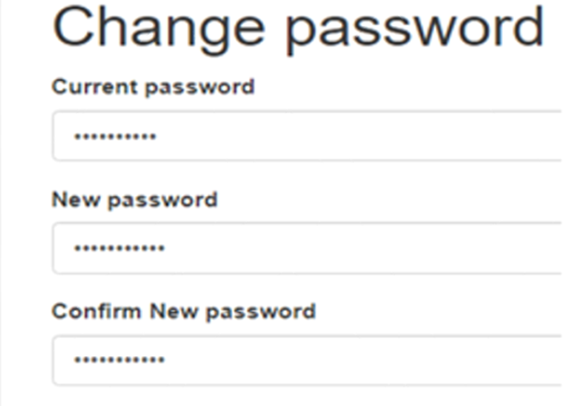 Change password
Current password
••••••••••
New password
•••••••••••
Confirm New password
•••••••••••